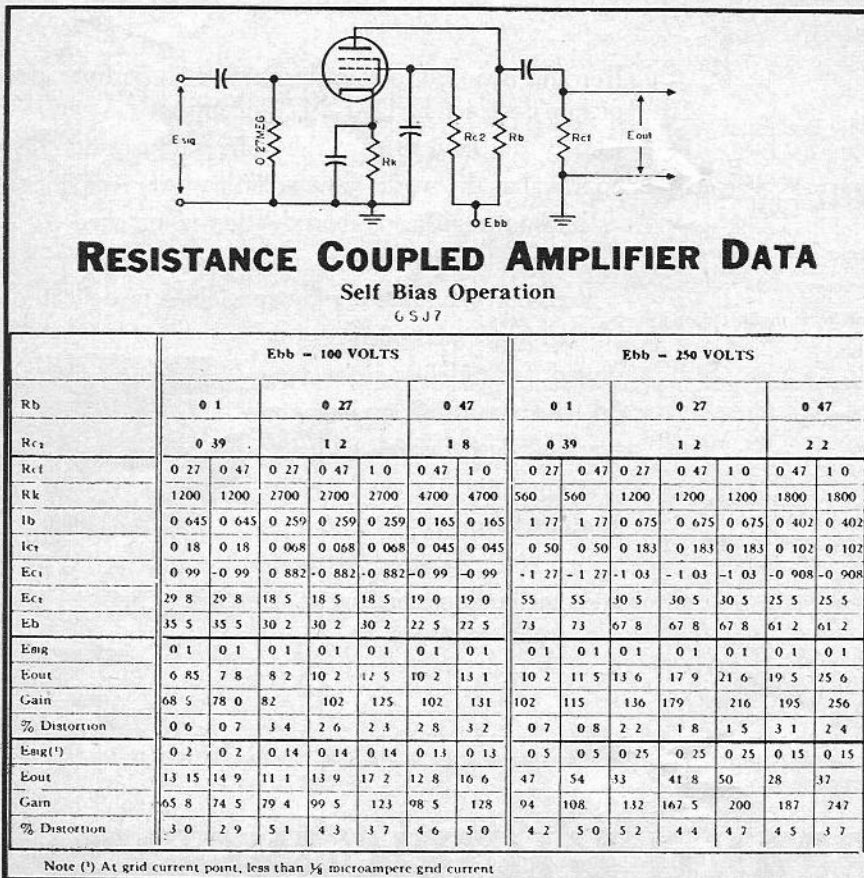 Esig
0 27MEG
Rk
Rc2
Rb
Rc1
Eout
Ebb
RESISTANCE COUPLED AMPLIFIER DATA
Self Bias Operation
6SJ7
Ebb - 100 VOLTS Ebb - 250 VOLTS
Rb 0 1 0 27 0 47 0 1 0 27 0 47
Rc2 0 39 1 2 1 8 0 39 1 2 2 2
Rc1 0 27 0 47 0 27 0 47 1 0 0 47 1 0 0 27 0 47 0 27 0 47 1 0 0 47 1 0
Rk 1200 1200 2700 2700 2700 4700 4700 560 560 1200 1200 1200 1800 1800
Ib 0 645 0 645 0 259 0 259 0 259 0 165 0 165 1 77 1 77 0 675 0 675 0 675 0 402 0 402
Ic2 0 18 0 18 0 068 0 068 0 068 0 045 0 045 0 50 0 50 0 183 0 183 0 183 0 102 0 102
Ec1 0 99 -0 99 0 882 -0 882 -0 882 -0 99 -0 99 -1 27 -1 27 -1 03 -1 03 -1 03 -0 908 -0 908
Ec2 29 8 29 8 18 5 18 5 18 5 19 0 19 0 55 55 30 5 30 5 30 5 25 5 25 5
Eb 35 5 35 5 30 2 30 2 30 2 22 5 22 5 73 73 67 8 67 8 67 8 61 2 61 2
Esig 0 1 0 1 0 1 0 1 0 1 0 1 0 1 0 1 0 1 0 1 0 1 0 1 0 1 0 1
Eout 6 85 7 8 8 2 10 2 12 5 10 2 13 1 10 2 11 5 13 6 17 9 21 6 19 5 25 6
Gain 68 5 78 0 82 102 125 102 131 102 115 136 179 216 195 256
% Distortion 0 6 0 7 3 4 2 6 2 3 2 8 3 2 0 7 0 8 2 2 1 8 1 5 3 1 2 4
Esig(¹) 0 2 0 2 0 14 0 14 0 14 0 13 0 13 0 5 0 5 0 25 0 25 0 25 0 15 0 15
Eout 13 15 14 9 11 1 13 9 17 2 12 8 16 6 47 54 33 41 8 50 28 37
Gain 65 8 74 5 79 4 99 5 123 98 5 128 94 108 132 167 5 200 187 247
% Distortion 3 0 2 9 5 1 4 3 3 7 4 6 5 0 4 2 5 0 5 2 4 4 4 7 4 5 3 7
Note (¹) At grid current point, less than ⅛ microampere grid current